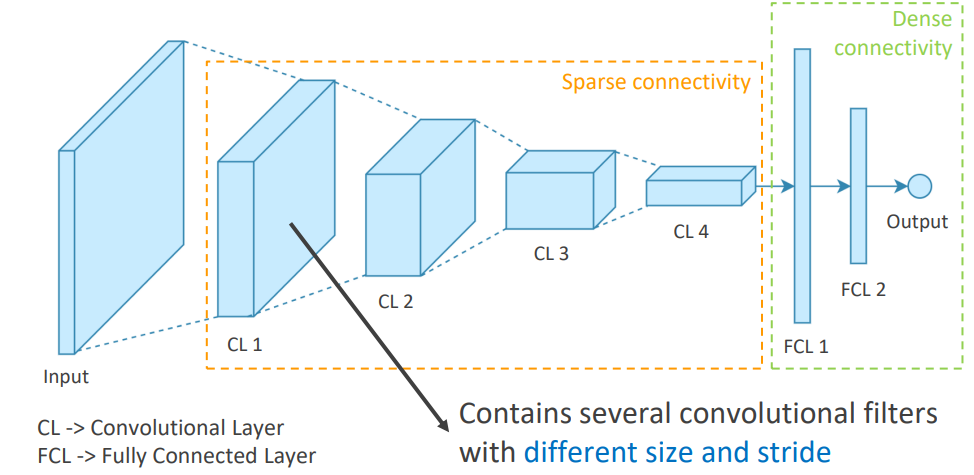 Dense
connectivity
Sparse connectivity
Output
CL 4
CL 3
CL 2
FCL 2
CL 1
FCL 1
Input
CL -> Convolutional Layer
FCL -> Fully Connected Layer
Contains several convolutional filters
with different size and stride